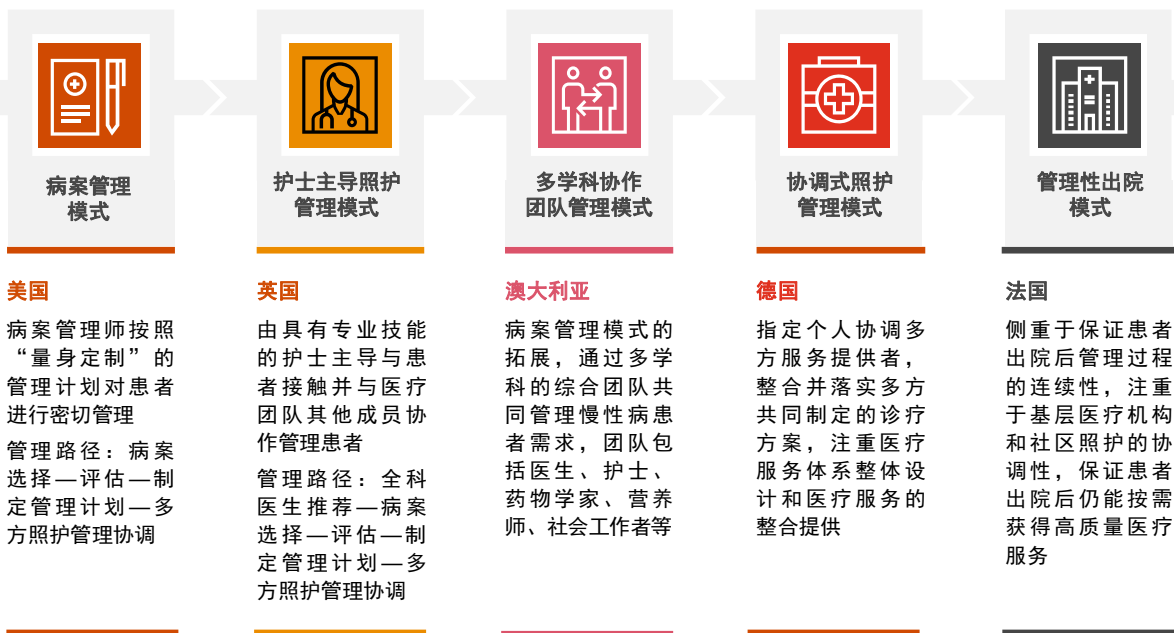 病案管理
模式
美国
病案管理师按照
“量身定制”的
管理计划对患者
进行密切管理
管理路径：病案
选择—评估—制
定管理计划—多
方照护管理协调
护士主导照护
管理模式
英国
由具有专业技能
的护士主导与患
者接触并与医疗
团队其他成员协
作管理患者
管理路径：全科
医生推荐—病案
选择—评估—制
定管理计划—多
方照护管理协调
多学科协作
团队管理模式
澳大利亚
病案管理模式的
拓展，通过多学
科的综合团队共
同管理慢性病患
者需求，团队包
括医生、护士、
药物学家、营养
师、社会工作者等
协调式照护
管理模式
德国
指定个人协调多
方服务提供者，
整合并落实多方
共同制定的诊疗
方案，注重医疗
服务体系整体设
计和医疗服务的
整合提供
管理性出院
模式
法国
侧重于保证患者
出院后管理过程
的连续性，注重
于基层医疗机构
和社区照护的协
调性，保证患者
出院后仍能按需
获得高质量医疗
服务